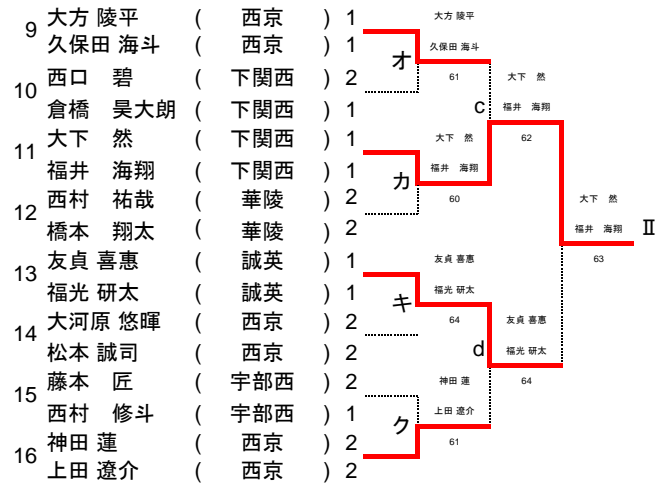 9 大方 陵平 ( 西京 ) 1
久保田 海斗 ( 西京 ) 1
10 西口 碧 ( 下関西 ) 2
倉橋 昊大朗 ( 下関西 ) 1
11 大下 然 ( 下関西 ) 1
福井 海翔 ( 下関西 ) 1
12 西村 祐哉 ( 華陵 ) 2
橋本 翔太 ( 華陵 ) 2
13 友貞 喜惠 ( 誠英 ) 1
福光 研太 ( 誠英 ) 1
14 大河原 悠暉 ( 西京 ) 2
松本 誠司 ( 西京 ) 2
15 藤本 匠 ( 宇部西 ) 2
西村 修斗 ( 宇部西 ) 1
16 神田 蓮 ( 西京 ) 2
上田 遼介 ( 西京 ) 2
オ
カ
キ
ク
大方 陵平
久保田 海斗
61
大下 然
福井 海翔
60
友貞 喜惠
福光 研太
64
神田 蓮
上田 遼介
61
c
大下 然
福井 海翔
62
d
友貞 喜惠
福光 研太
64
大下 然
福井 海翔
63
Ⅱ